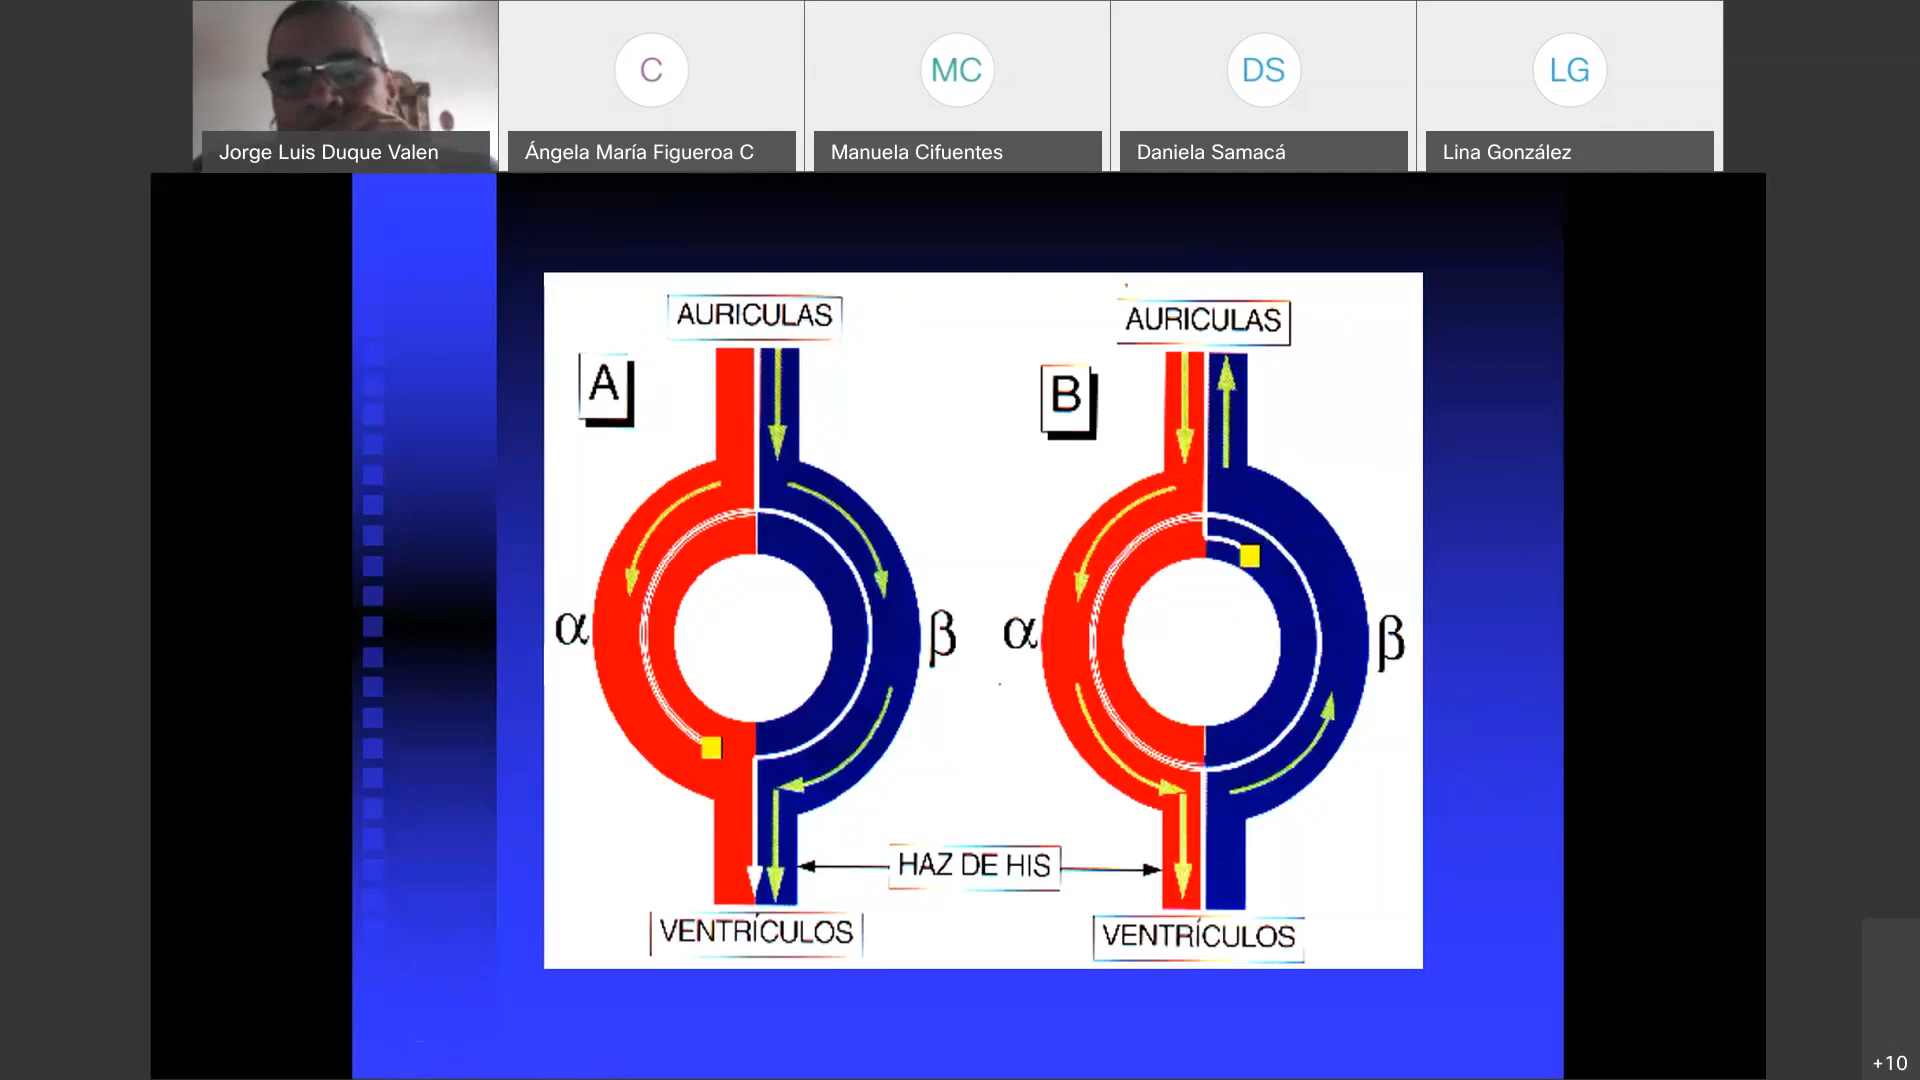 C
MC
DS
LG
Jorge Luis Duque Valen
Ángela María Figueroa C
Manuela Cifuentes
Daniela Samacá
Lina González
AURICULAS
AURICULAS
A
B
α
β
α
β
HAZ DE HIS
VENTRÍCULOS
VENTRÍCULOS
+10